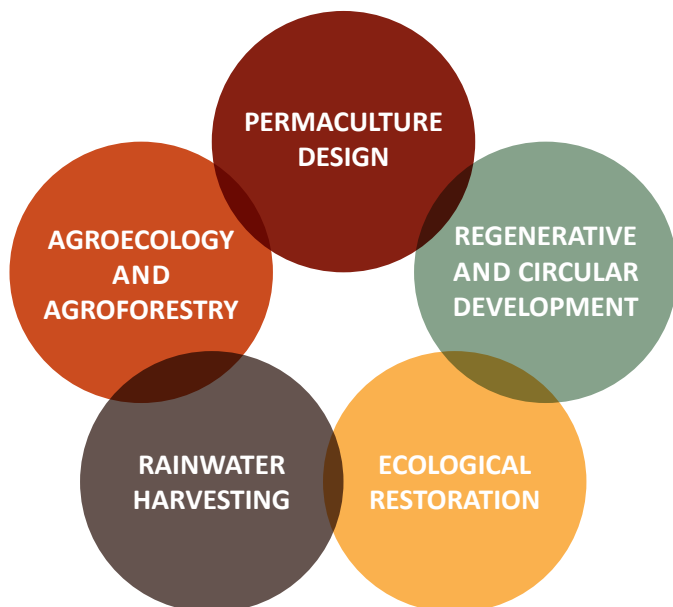 PERMACULTURE
DESIGN
AGROECOLOGY
AND
AGROFORESTRY
REGENERATIVE
AND CIRCULAR
DEVELOPMENT
RAINWATER
HARVESTING
ECOLOGICAL
RESTORATION